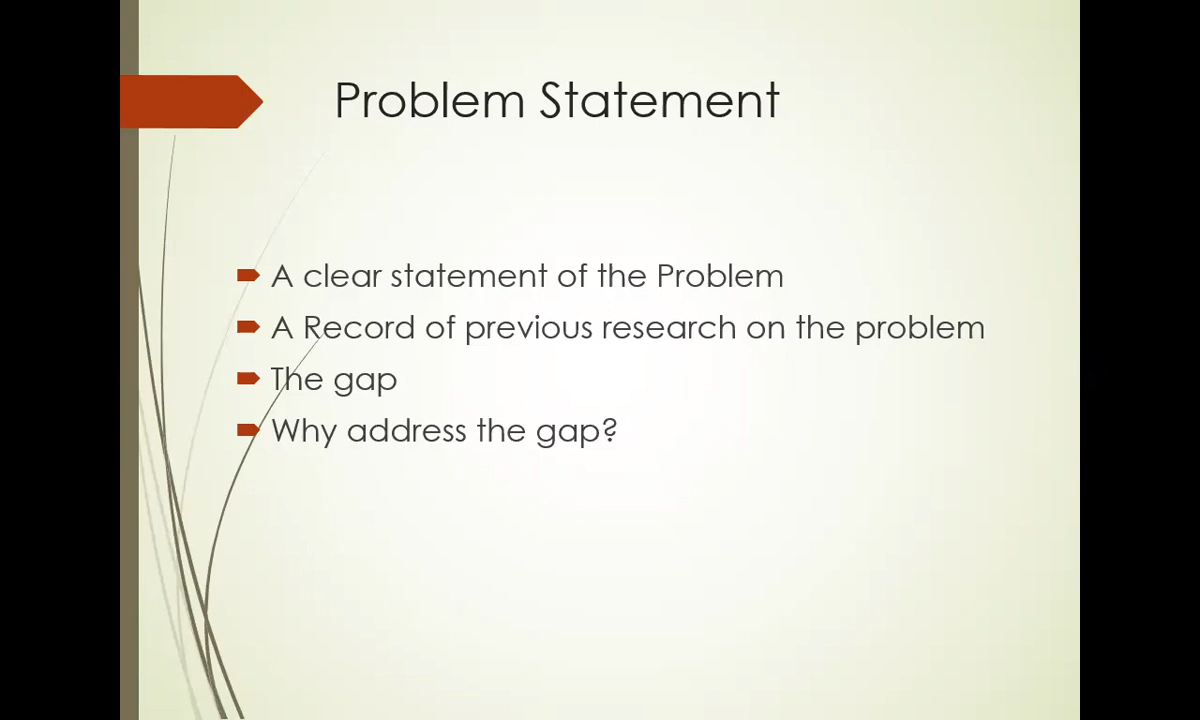 Problem Statement
A clear statement of the Problem
A Record of previous research on the problem
The gap
Why address the gap?